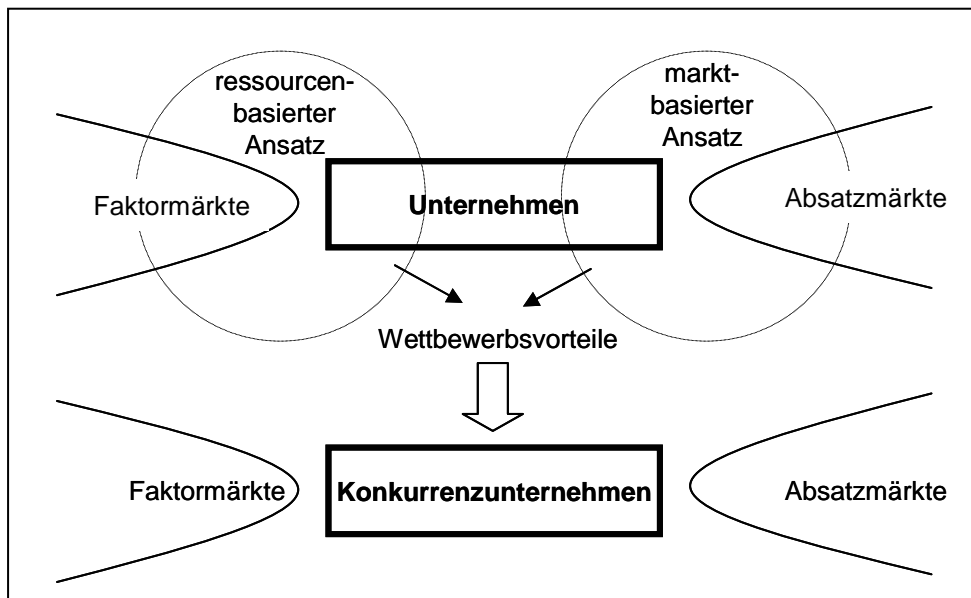 ressourcen-
basierter
Ansatz
markt-
basierter
Ansatz
Faktormärkte
Unternehmen
Absatzmärkte
Wettbewerbsvorteile
Faktormärkte
Konkurrenzunternehmen
Absatzmärkte